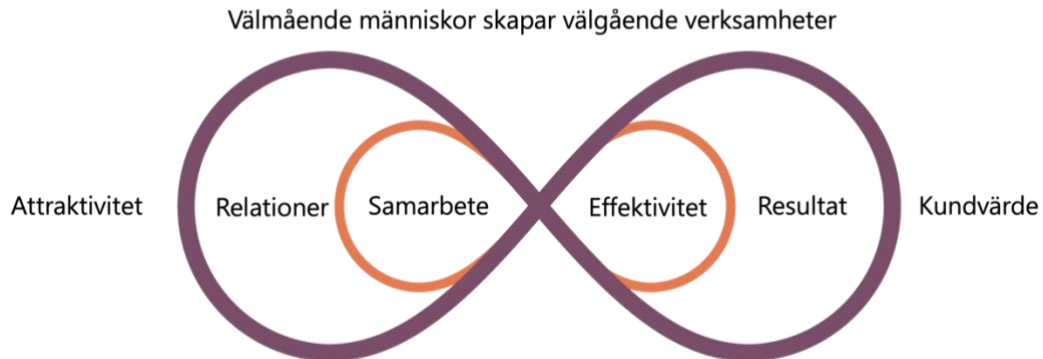 Välmående människor skapar välgående verksamheter
Attraktivitet Relationer Samarbete Effektivitet Resultat Kundvärde